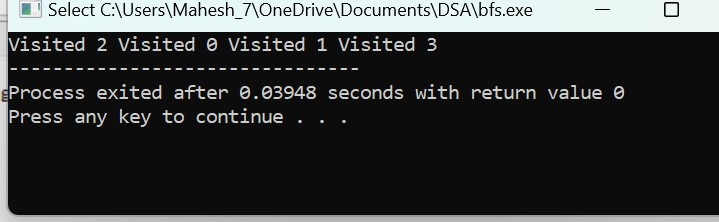 Select C:\Users\Mahesh_7\OneDrive\Documents\DSA\bfs.exe
Visited 2 Visited 0 Visited 1 Visited 3
--------------------------------
Process exited after 0.03948 seconds with return value 0
Press any key to continue . . .